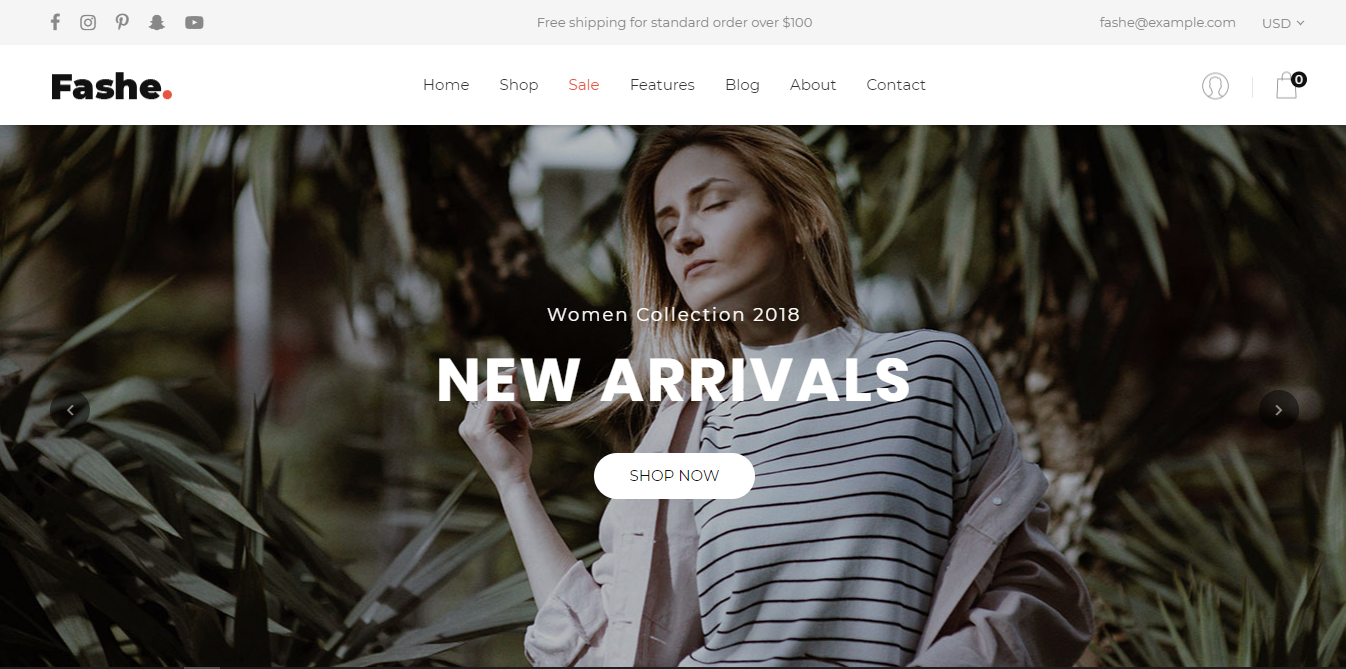 Free shipping for standard order over $100
fashe@example.com
USD
Fashe.
Home Shop Sale Features Blog About Contact
0
Women Collection 2018
NEW ARRIVALS
SHOP NOW